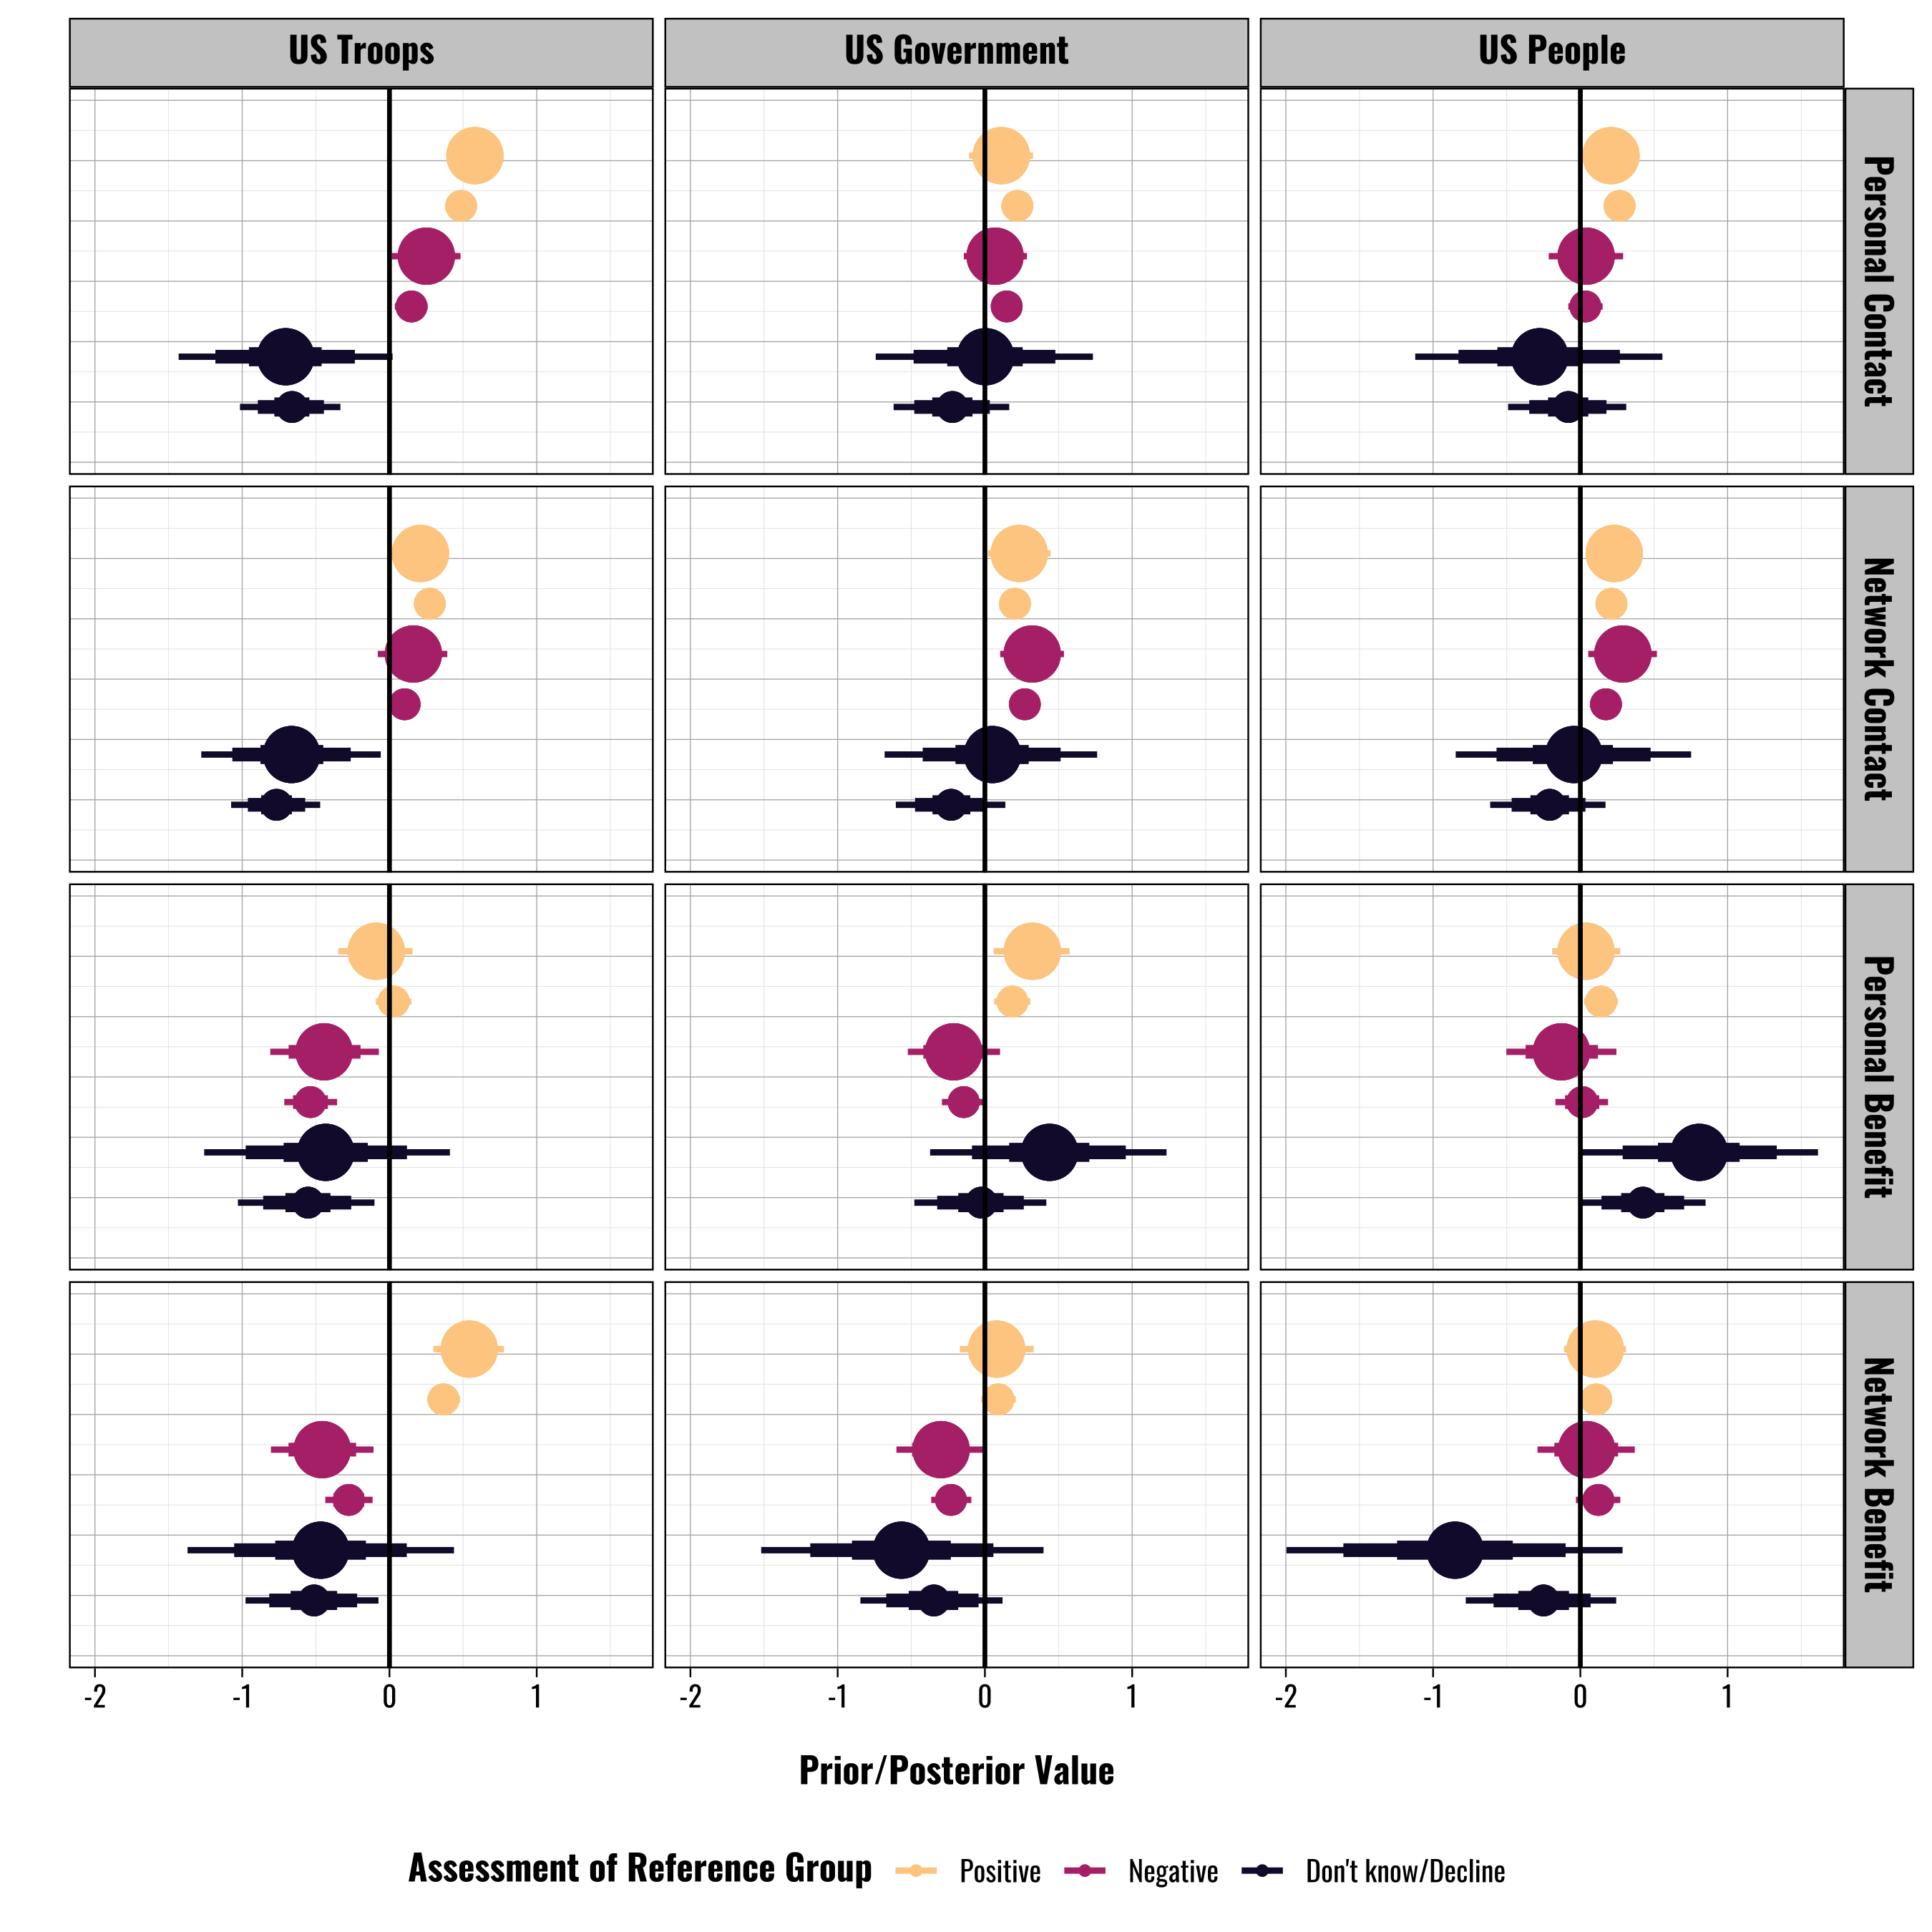 US Troops US Government US People
Personal Contact
Network Contact
Personal Benefit
Network Benefit
-2 -1 0 1 -2 -1 0 1 -2 -1 0 1
Prior/Posterior Value
Assessment of Reference Group Positive Negative Don't know/Decline